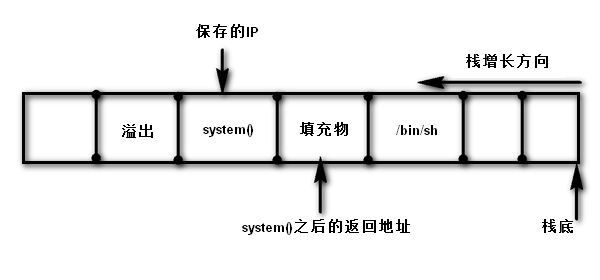 保存的IP
栈增长方向
溢出
system()
填充物
/bin/sh
system()之后的返回地址
栈底